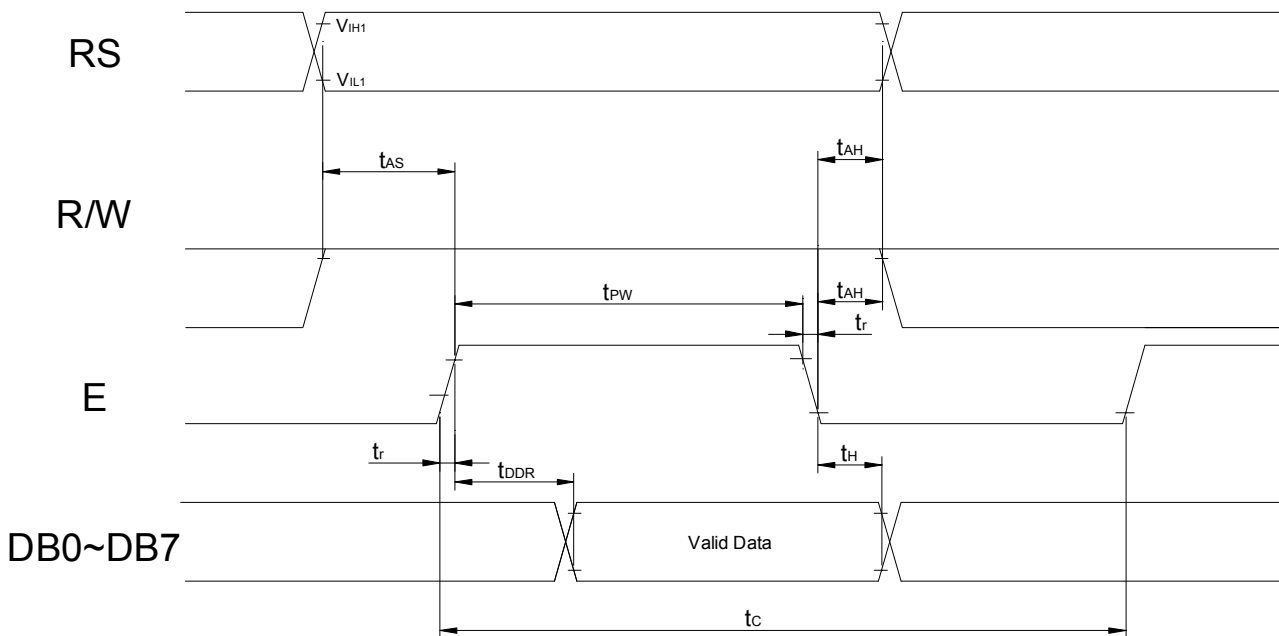 RS
VIH1
VIL1
tAS
tAH
R/W
tPW
tAH
tr
E
tr
tDDR
tH
DB0~DB7
Valid Data
tC